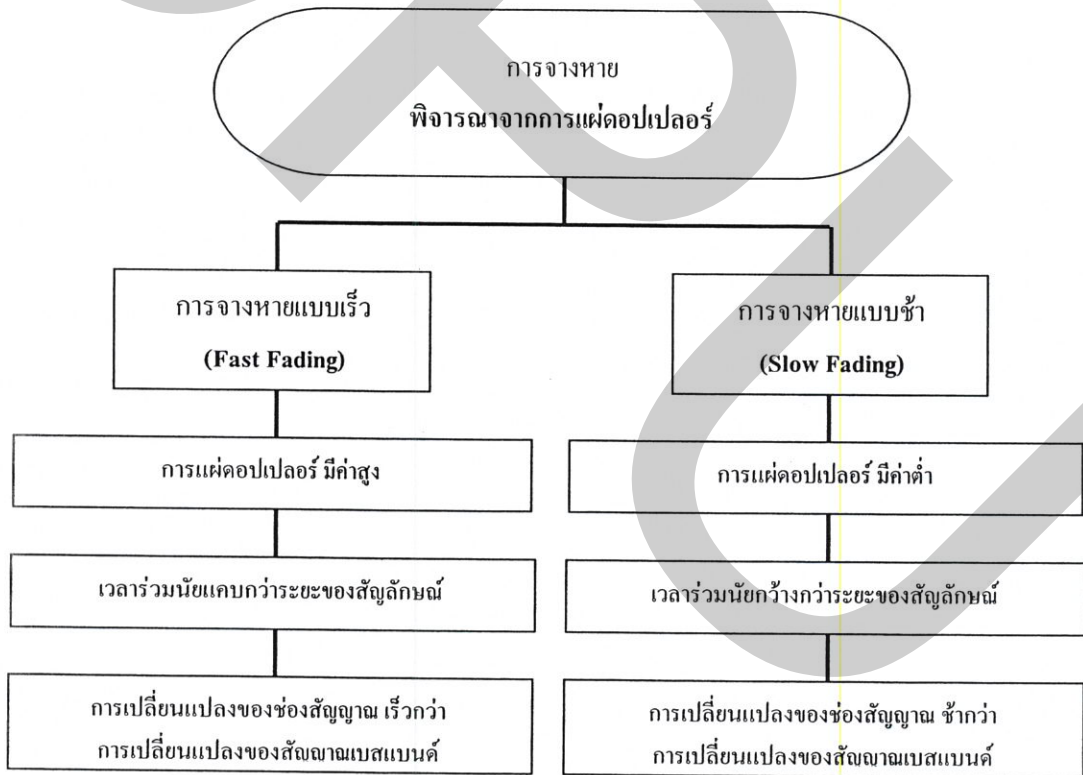 การจางหาย
พิจารณาจากการแผ่ดอปเปลอร์
การจางหายแบบเร็ว
(Fast Fading)
การแผ่ดอปเปลอร์ มีค่าสูง
เวลาร่วมนัยแคบกว่าระยะของสัญลักษณ์
การเปลี่ยนแปลงของช่องสัญญาณ เร็วกว่า
การเปลี่ยนแปลงของสัญญาณเบสแบนด์
การจางหายแบบช้า
(Slow Fading)
การแผ่ดอปเปลอร์ มีค่าต่ำ
เวลาร่วมนัยกว้างกว่าระยะของสัญลักษณ์
การเปลี่ยนแปลงของช่องสัญญาณ ช้ากว่า
การเปลี่ยนแปลงของสัญญาณเบสแบนด์